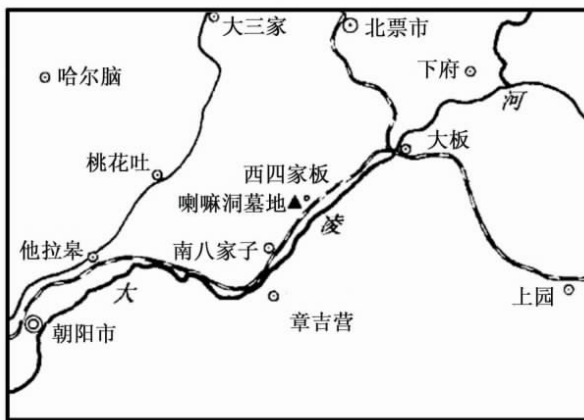 大三家
北票市
哈尔脑
下府
河
大板
桃花吐
西四家板
喇嘛洞墓地
凌
他拉皋
南八家子
大
上园
章吉营
朝阳市